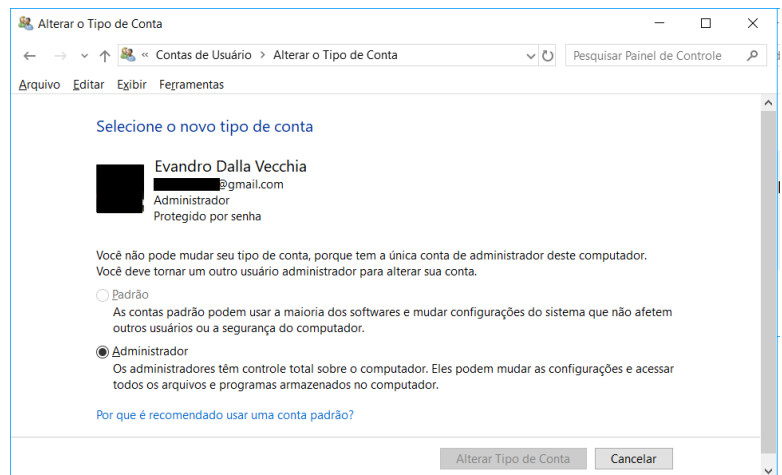 Alterar o Tipo de Conta
« Contas de Usuário > Alterar o Tipo de Conta
Pesquisar Painel de Controle
Arquivo Editar Exibir Ferramentas
Selecione o novo tipo de conta
Evandro Dalla Vecchia
@gmail.com
Administrador
Protegido por senha
Você não pode mudar seu tipo de conta, porque tem a única conta de administrador deste computador.
Você deve tornar um outro usuário administrador para alterar sua conta.
Padrão
As contas padrão podem usar a maioria dos softwares e mudar configurações do sistema que não afetem
outros usuários ou a segurança do computador.
Administrador
Os administradores têm controle total sobre o computador. Eles podem mudar as configurações e acessar
todos os arquivos e programas armazenados no computador.
Por que é recomendado usar uma conta padrão?
Alterar Tipo de Conta Cancelar